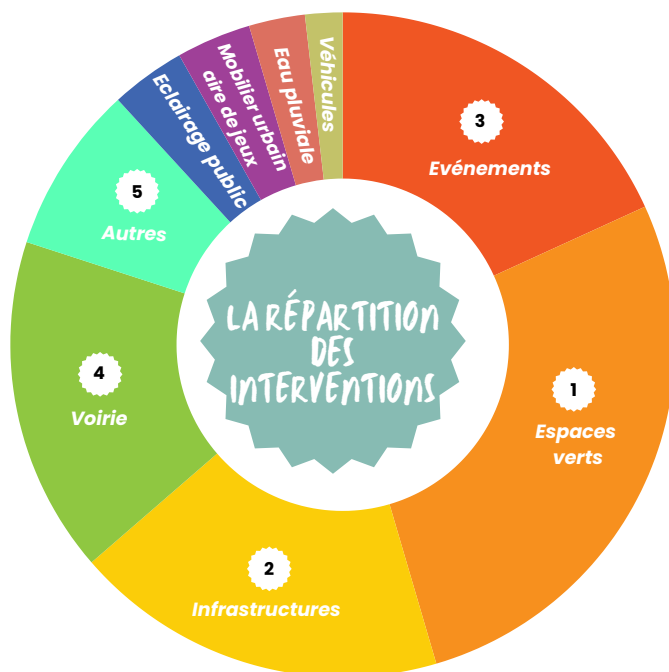 LA RÉPARTITION
DES
INTERVENTIONS
3
Evénements
1
Espaces
verts
2
Infrastructures
4
Voirie
5
Autres
Eclairage public
Mobilier urbain
aire de jeux
Eau pluviale
Véhicules